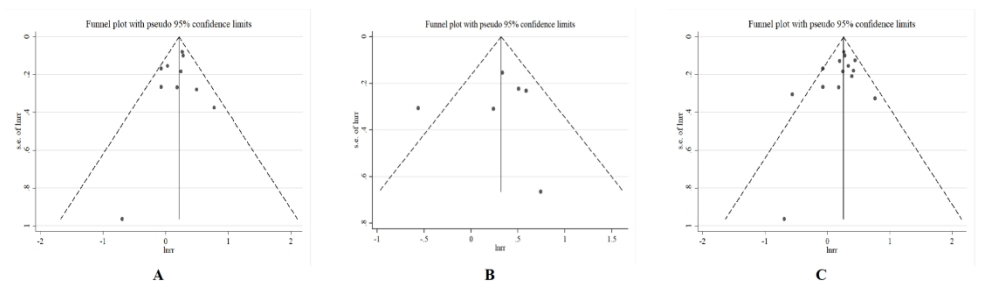 Funnel plot with pseudo 95% confidence limits
0
.2
.4
.6
.8
1
s.e. of lnrr
-2
-1
0
1
2
lnrr
A
Funnel plot with pseudo 95% confidence limits
0
.2
.4
.6
.8
s.e. of lnrr
-1
-.5
0
.5
1
1.5
lnrr
B
Funnel plot with pseudo 95% confidence limits
0
.2
.4
.6
.8
1
s.e. of lnrr
-2
-1
0
1
2
lnrr
C